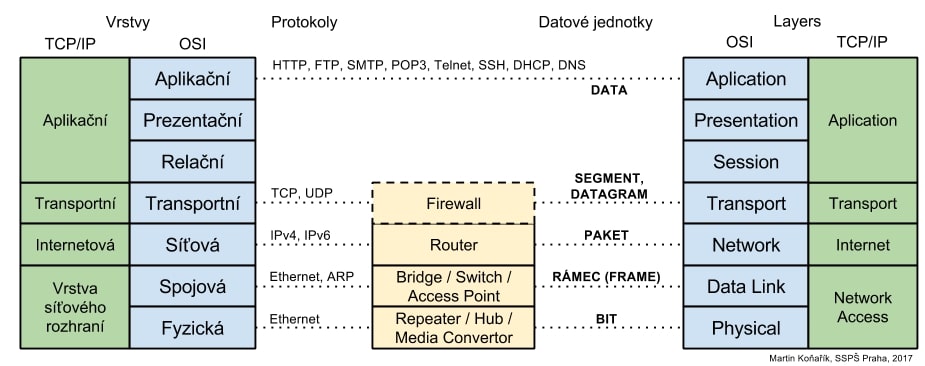 Vrstvy Protokoly Datové jednotky Layers
TCP/IP OSI OSI TCP/IP
HTTP, FTP, SMTP, POP3, Telnet, SSH, DHCP, DNS
Aplikační Aplication
DATA
Aplikační Prezentační Presentation Aplication
Relační Session
SEGMENT,
DATAGRAM
TCP, UDP
Transportní Transportní Firewall Transport Transport
IPv4, IPv6 PAKET
Internetová Síťová Router Network Internet
Ethernet, ARP RÁMEC (FRAME)
Spojová Bridge / Switch /
Access Point Data Link
Vrstva
síťového
rozhraní
Network
Access
Ethernet BIT
Fyzická Repeater / Hub /
Media Convertor Physical
Martin Koňařík, SSPŠ Praha, 2017